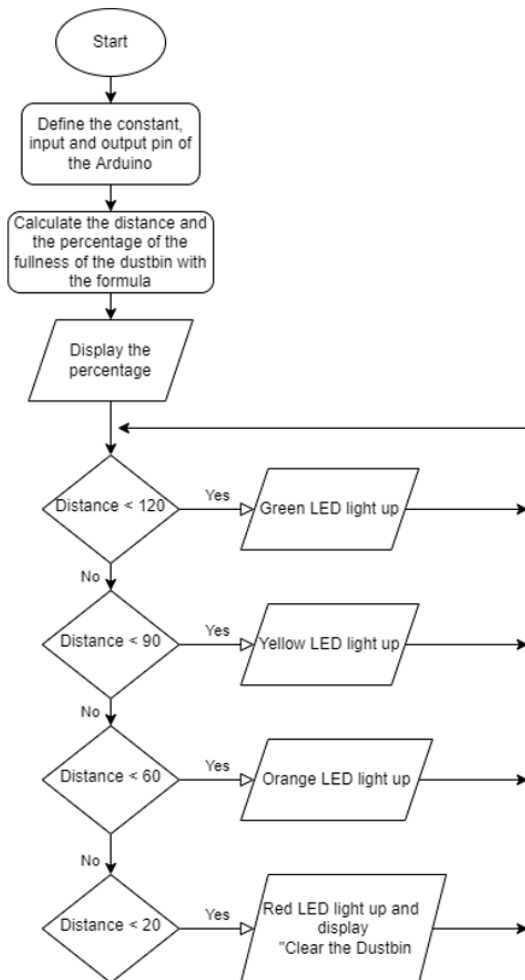 Start
Define the constant,
input and output pin of
the Arduino
Calculate the distance and
the percentage of the
fullness of the dustbin with
the formula
Display the
percentage
Distance < 120
Yes
Green LED light up
No
Distance < 90
Yes
Yellow LED light up
No
Distance < 60
Yes
Orange LED light up
No
Distance < 20
Yes
Red LED light up and
display
"Clear the Dustbin